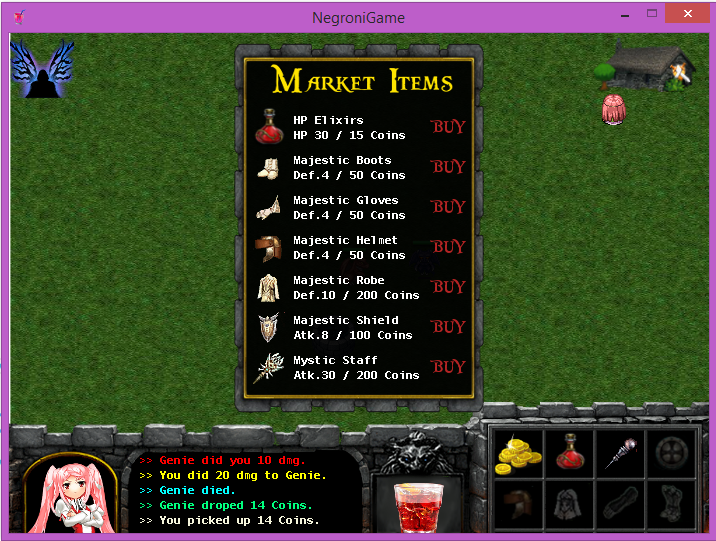 NegroniGame
Market Items
HP Elixirs
HP 30 / 15 Coins
BUY
Majestic Boots
Def.4 / 50 Coins
BUY
Majestic Gloves
Def.4 / 50 Coins
BUY
Majestic Helmet
Def.4 / 50 Coins
BUY
Majestic Robe
Def.10 / 200 Coins
BUY
Majestic Shield
Atk.8 / 100 Coins
BUY
Mystic Staff
Atk.30 / 200 Coins
BUY
>> Genie did you 10 dmg.
>> You did 20 dmg to Genie.
>> Genie died.
>> Genie droped 14 Coins.
>> You picked up 14 Coins.